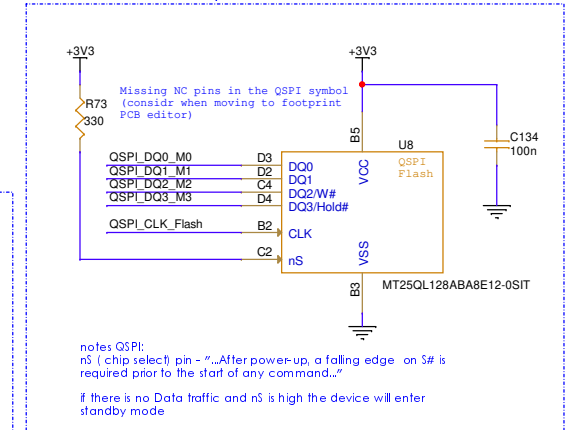 +3V3
+3V3
Missing NC pins in the QSPI symbol
(considr when moving to footprint
PCB editor)
R73
330
B5
U8
QSPI
Flash
C134
100n
VCC
QSPI_DQ0_M0 D3 DQ0
QSPI_DQ1_M1 D2 DQ1
QSPI_DQ2_M2 C4 DQ2/W#
QSPI_DQ3_M3 D4 DQ3/Hold#
QSPI_CLK_Flash B2 CLK
C2 nS
VSS
B3
MT25QL128ABA8E12-0SIT
notes QSPI:
nS ( chip select) pin - "...After power-up, a falling edge on S# is
required prior to the start of any command..."
if there is no Data traffic and nS is high the device will enter
standby mode